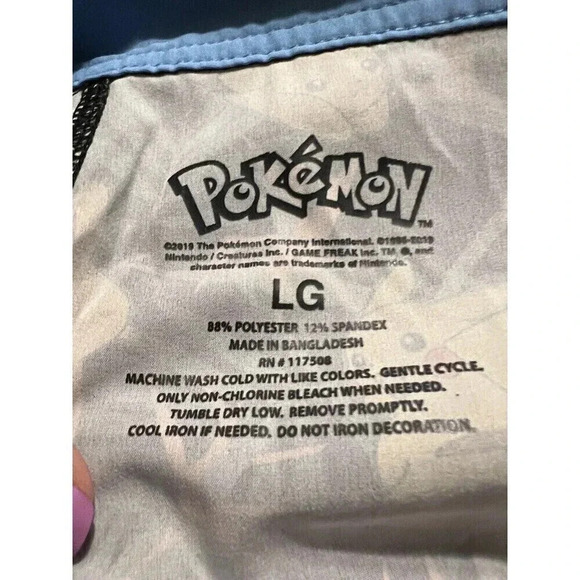 POKéMON
TM
©2019 The Pokémon Company International. ©1995-2019
Nintendo / Creatures Inc. / GAME FREAK Inc. TM, ®, and
character names are trademarks of Nintendo.
LG
88% POLYESTER 12% SPANDEX
MADE IN BANGLADESH
RN # 117508
MACHINE WASH COLD WITH LIKE COLORS. GENTLE CYCLE.
ONLY NON-CHLORINE BLEACH WHEN NEEDED.
TUMBLE DRY LOW. REMOVE PROMPTLY.
COOL IRON IF NEEDED. DO NOT IRON DECORATION.